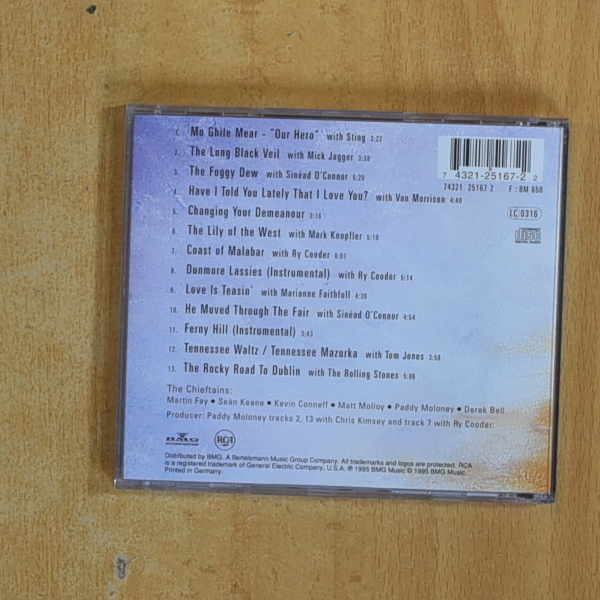 1. Mo Ghile Mear - "Our Hero" with Sting 3:22
2. The Long Black Veil with Mick Jagger 3:38
3. The Foggy Dew with Sinéad O'Connor 5:20
4. Have I Told You Lately That I Love You? with Van Morrison 4:40
5. Changing Your Demeanour 3:16
6. The Lily of the West with Mark Knopfler 5:10
7. Coast of Malabar with Ry Cooder 6:01
8. Dunmore Lassies (Instrumental) with Ry Cooder 5:14
9. Love Is Teasin' with Marianne Faithfull 4:30
10. He Moved Through The Fair with Sinéad O'Connor 4:54
11. Ferny Hill (Instrumental) 3:43
12. Tennessee Waltz / Tennessee Mazurka with Tom Jones 3:58
13. The Rocky Road To Dublin with The Rolling Stones 5:06
The Chieftains:
Martin Fay • Seán Keane • Kevin Conneff • Matt Molloy • Paddy Moloney • Derek Bell
Producer: Paddy Moloney tracks 2, 13 with Chris Kimsey and track 7 with Ry Cooder.
BMG
RCA
Distributed by BMG. A Bertelsmann Music Group Company. All trademarks and logos are protected. RCA
is a registered trademark of General Electric Company, U.S.A. ℗ 1995 BMG Music © 1995 BMG Music.
Printed in Germany.
7 4321-25167-2 2
74321 25167 2 F: BM 650
LC 0316
disc